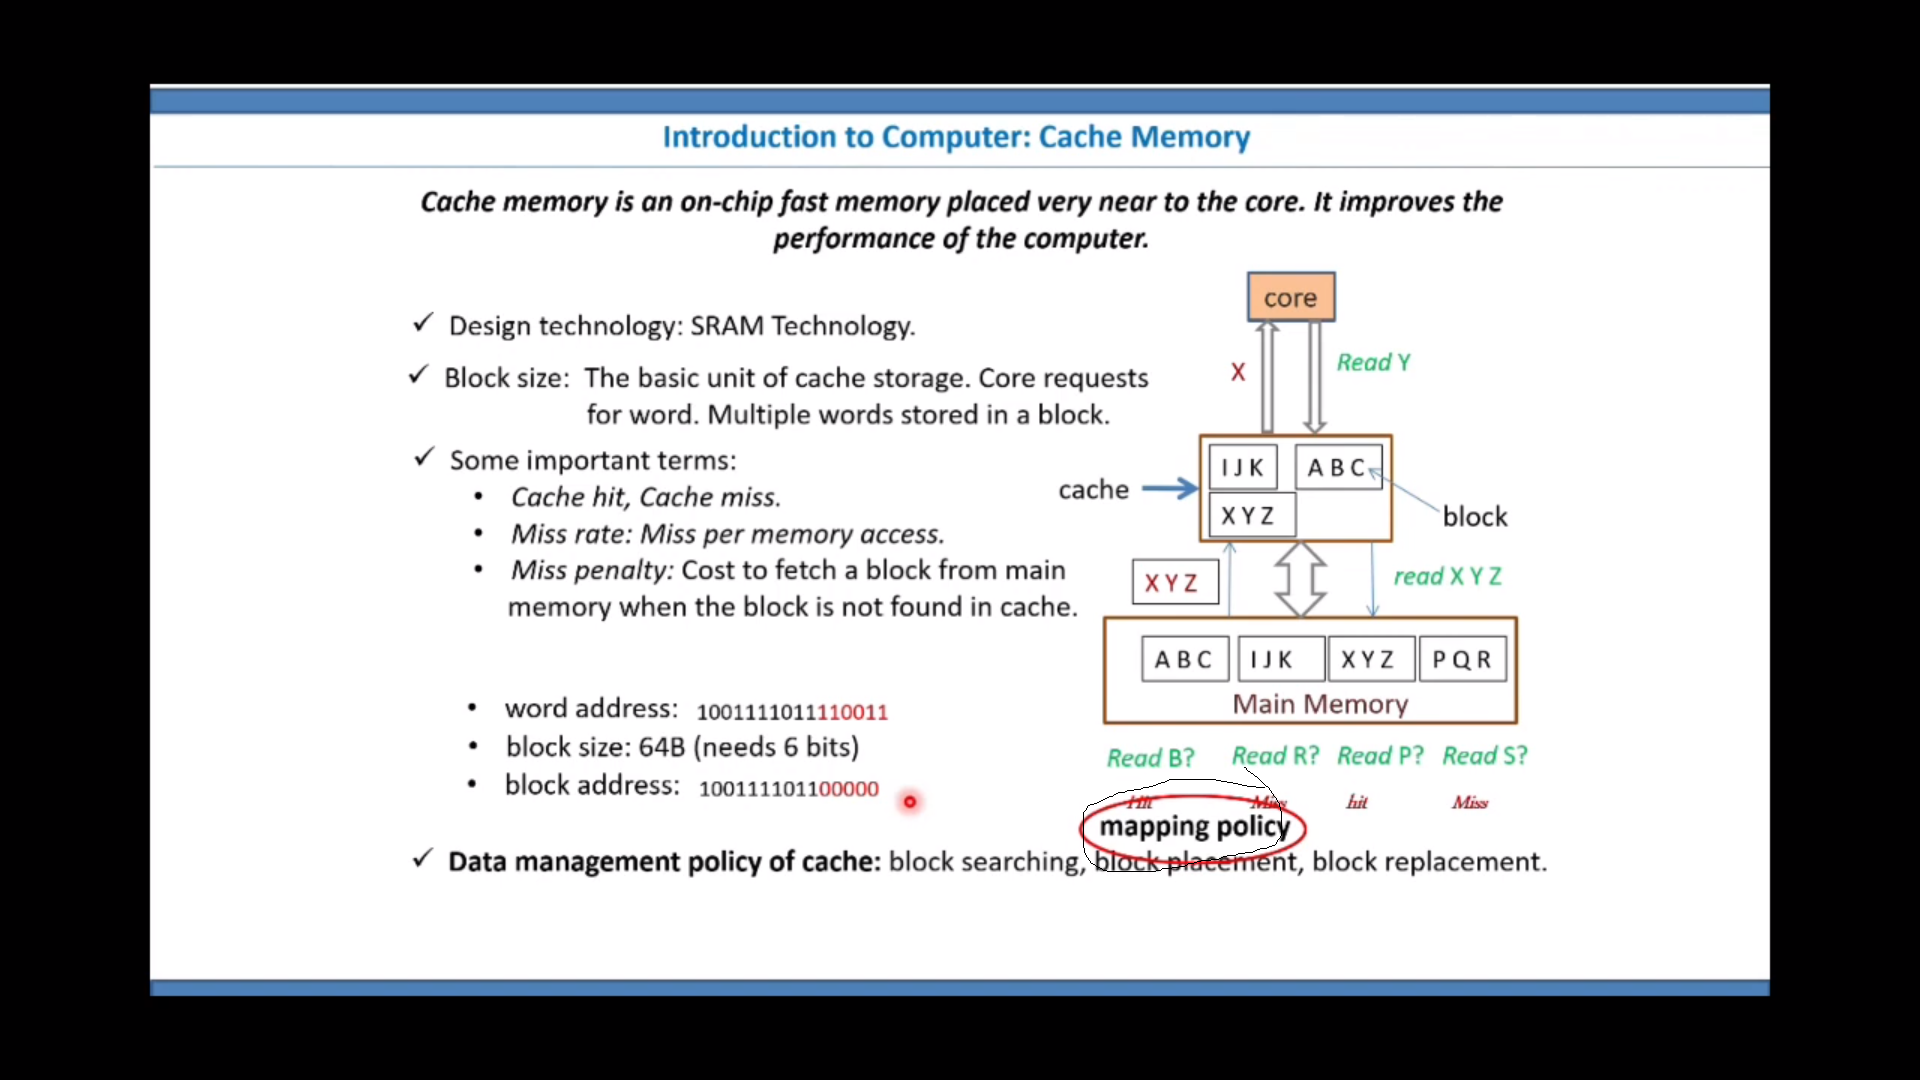 Introduction to Computer: Cache Memory
Cache memory is an on-chip fast memory placed very near to the core. It improves the
performance of the computer.
✓ Design technology: SRAM Technology.
✓ Block size: The basic unit of cache storage. Core requests
for word. Multiple words stored in a block.
✓ Some important terms:
• Cache hit, Cache miss.
• Miss rate: Miss per memory access.
• Miss penalty: Cost to fetch a block from main
memory when the block is not found in cache.
• word address: 1001111011110011
• block size: 64B (needs 6 bits)
• block address: 100111101100000
core
X
Read Y
I J K
A B C
cache
X Y Z
block
X Y Z
read X Y Z
A B C
I J K
X Y Z
P Q R
Main Memory
Read B?
Read R?
Read P?
Read S?
Hit
Miss
hit
Miss
mapping policy
✓ Data management policy of cache: block searching, block placement, block replacement.